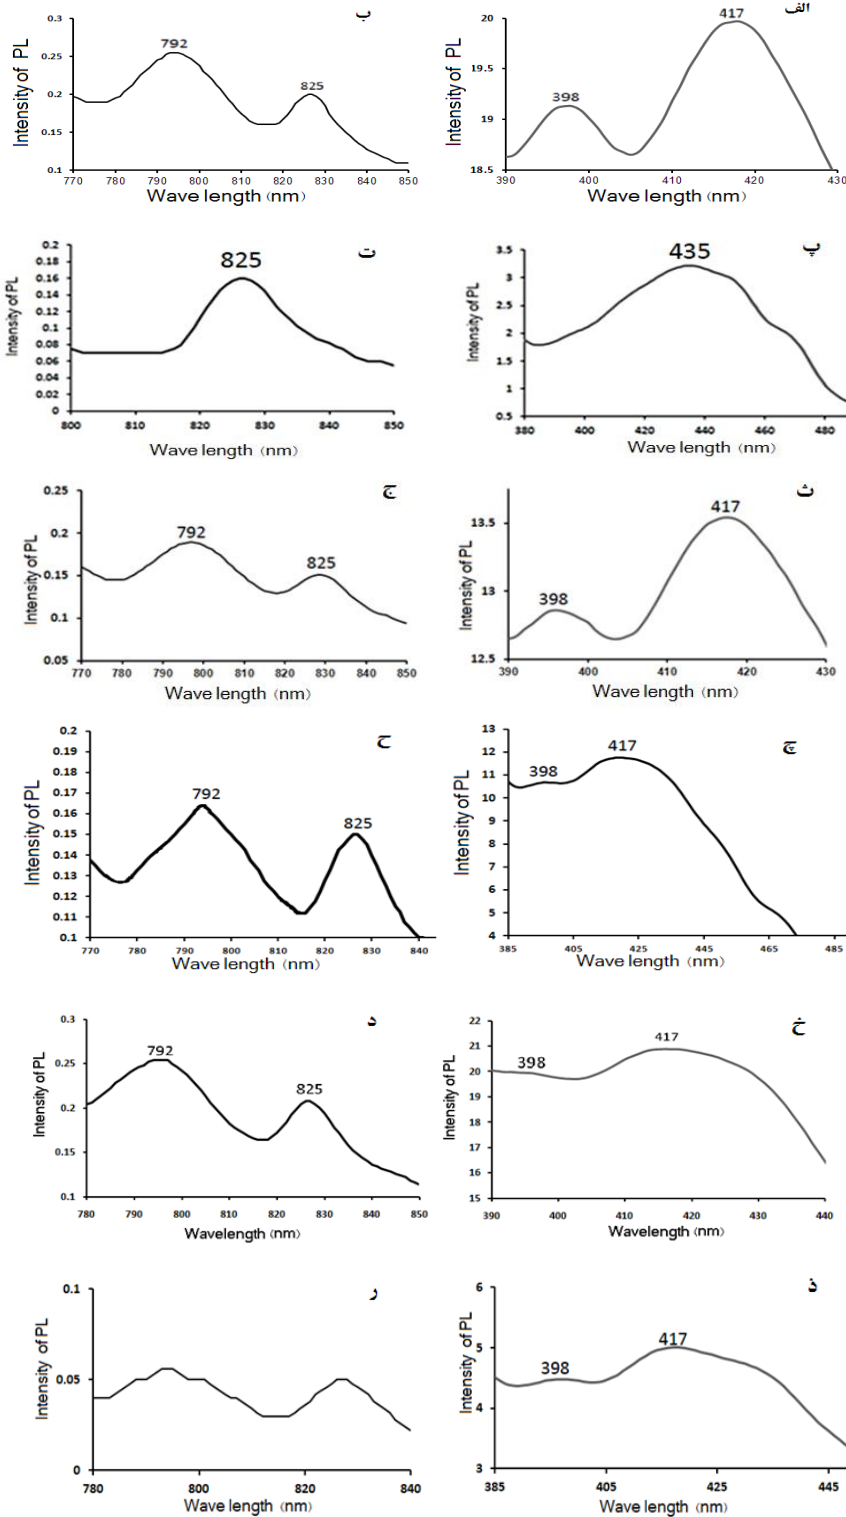 الف
417
398
Intensity of PL
20
19.5
19
18.5
390 400 410 420 430
Wave length (nm)
ب
792
825
Intensity of PL
0.3
0.25
0.2
0.15
0.1
770 780 790 800 810 820 830 840 850
Wave length (nm)
پ
435
Intensity of PL
3.5
3
2.5
2
1.5
1
0.5
380 400 420 440 460 480
Wave length (nm)
ت
825
Intensity of PL
0.2
0.18
0.16
0.14
0.12
0.1
0.08
0.06
0.04
0.02
0
800 810 820 830 840 850
Wave length (nm)
ث
417
398
Intensity of PL
13.5
13
12.5
390 400 410 420 430
Wave length (nm)
ج
792
825
Intensity of PL
0.25
0.2
0.15
0.1
0.05
770 780 790 800 810 820 830 840 850
Wave length (nm)
چ
417
398
Intensity of PL
13
12
11
10
9
8
7
6
5
4
385 405 425 445 465 485
Wave length (nm)
ح
792
825
Intensity of PL
0.2
0.19
0.18
0.17
0.16
0.15
0.14
0.13
0.12
0.11
0.1
770 780 790 800 810 820 830 840
Wave length (nm)
خ
417
398
Intensity of PL
22
21
20
19
18
17
16
15
390 400 410 420 430 440
Wavelength (nm)
د
792
825
Intensity of PL
0.3
0.25
0.2
0.15
0.1
780 790 800 810 820 830 840 850
Wavelength (nm)
ذ
417
398
Intensity of PL
6
5
4
3
385 405 425 445
Wave length (nm)
ر
Intensity of PL
0.1
0.05
0
780 800 820 840
Wave length (nm)